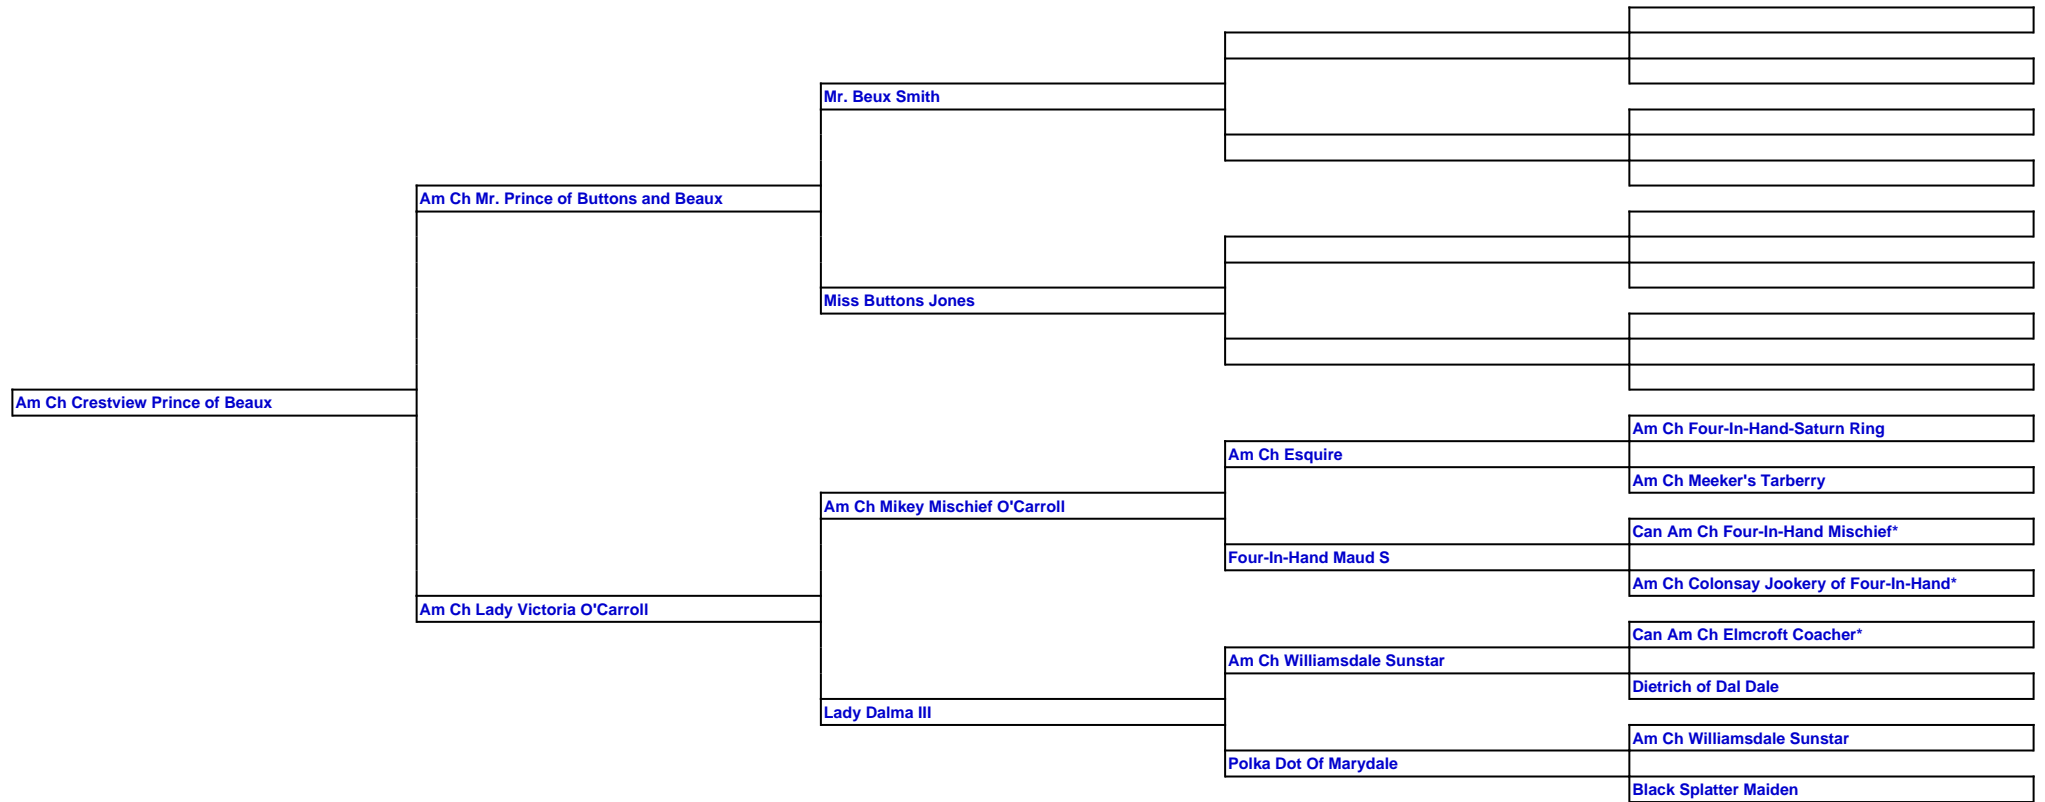 Mr. Beux Smith
Am Ch Mr. Prince of Buttons and Beaux
Miss Buttons Jones
Am Ch Crestview Prince of Beaux
Am Ch Four-In-Hand-Saturn Ring
Am Ch Esquire
Am Ch Meeker's Tarberry
Am Ch Mikey Mischief O'Carroll
Can Am Ch Four-In-Hand Mischief*
Four-In-Hand Maud S
Am Ch Colonsay Jookery of Four-In-Hand*
Am Ch Lady Victoria O'Carroll
Can Am Ch Elmcroft Coacher*
Am Ch Williamsdale Sunstar
Dietrich of Dal Dale
Lady Dalma III
Am Ch Williamsdale Sunstar
Polka Dot Of Marydale
Black Splatter Maiden